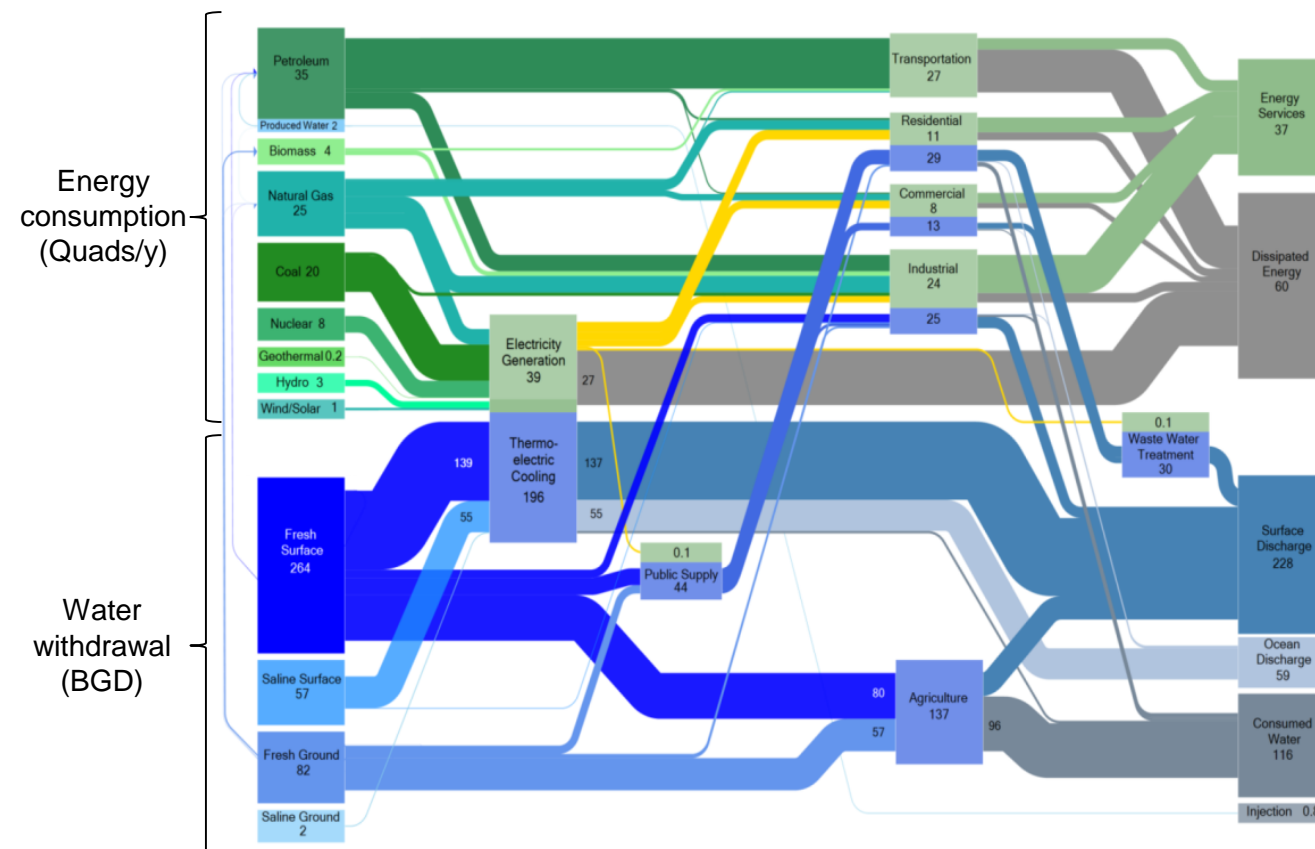 Energy
consumption
(Quads/y)
Water
withdrawal
(BGD)
Petroleum
35
Produced Water 2
Biomass 4
Natural Gas
25
Coal 20
Nuclear 8
Geothermal 0.2
Hydro 3
Wind/Solar 1
Fresh
Surface
264
Saline Surface
57
Fresh Ground
82
Saline Ground
2
Electricity
Generation
39
27
Thermo-
electric
Cooling
196
139
55
137
55
0.1
Public Supply
44
Transportation
27
Residential
11
29
Commercial
8
13
Industrial
24
25
80
57
Agriculture
137
96
0.1
Waste Water
Treatment
30
Energy
Services
37
Dissipated
Energy
60
Surface
Discharge
228
Ocean
Discharge
59
Consumed
Water
116
Injection